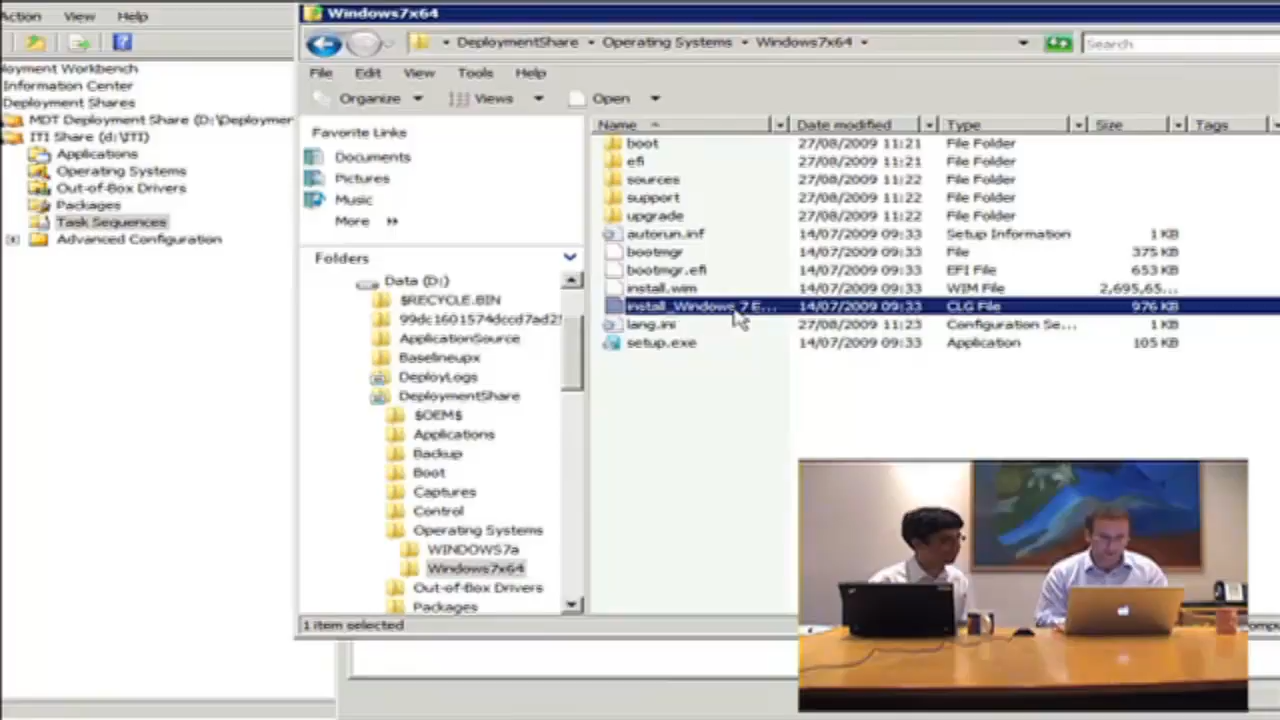 Action View Help
Deployment Workbench
Information Center
Deployment Shares
MDT Deployment Share (D:\Deploymen
ITI Share (d:\ITI)
Applications
Operating Systems
Out-of-Box Drivers
Packages
Task Sequences
Advanced Configuration
Windows7x64
DeploymentShare Operating Systems Windows7x64 Search
File Edit View Tools Help
Organize Views Open
Favorite Links
Documents
Pictures
Music
More »
Folders
Data (D:)
$RECYCLE.BIN
ApplicationSource
Baselineupx
DeployLogs
DeploymentShare
$OEM$
Applications
Backup
Boot
Captures
Control
Operating Systems
WINDOWS7a
Windows7x64
Out-of-Box Drivers
Packages
Name Date modified Type Size Tags
boot 27/08/2009 11:21 File Folder
efi 27/08/2009 11:21 File Folder
sources 27/08/2009 11:22 File Folder
support 27/08/2009 11:22 File Folder
upgrade 27/08/2009 11:22 File Folder
autorun.inf 14/07/2009 09:33 Setup Information 1 KB
bootmgr 14/07/2009 09:33 File 375 KB
bootmgr.efi 14/07/2009 09:33 EFI File 653 KB
install.wim 14/07/2009 09:33 WIM File 2,695,65...
install_Windows 7 E... 14/07/2009 09:33 CLG File 976 KB
lang.ini 27/08/2009 11:23 Configuration Se... 1 KB
setup.exe 14/07/2009 09:33 Application 105 KB
1 item selected